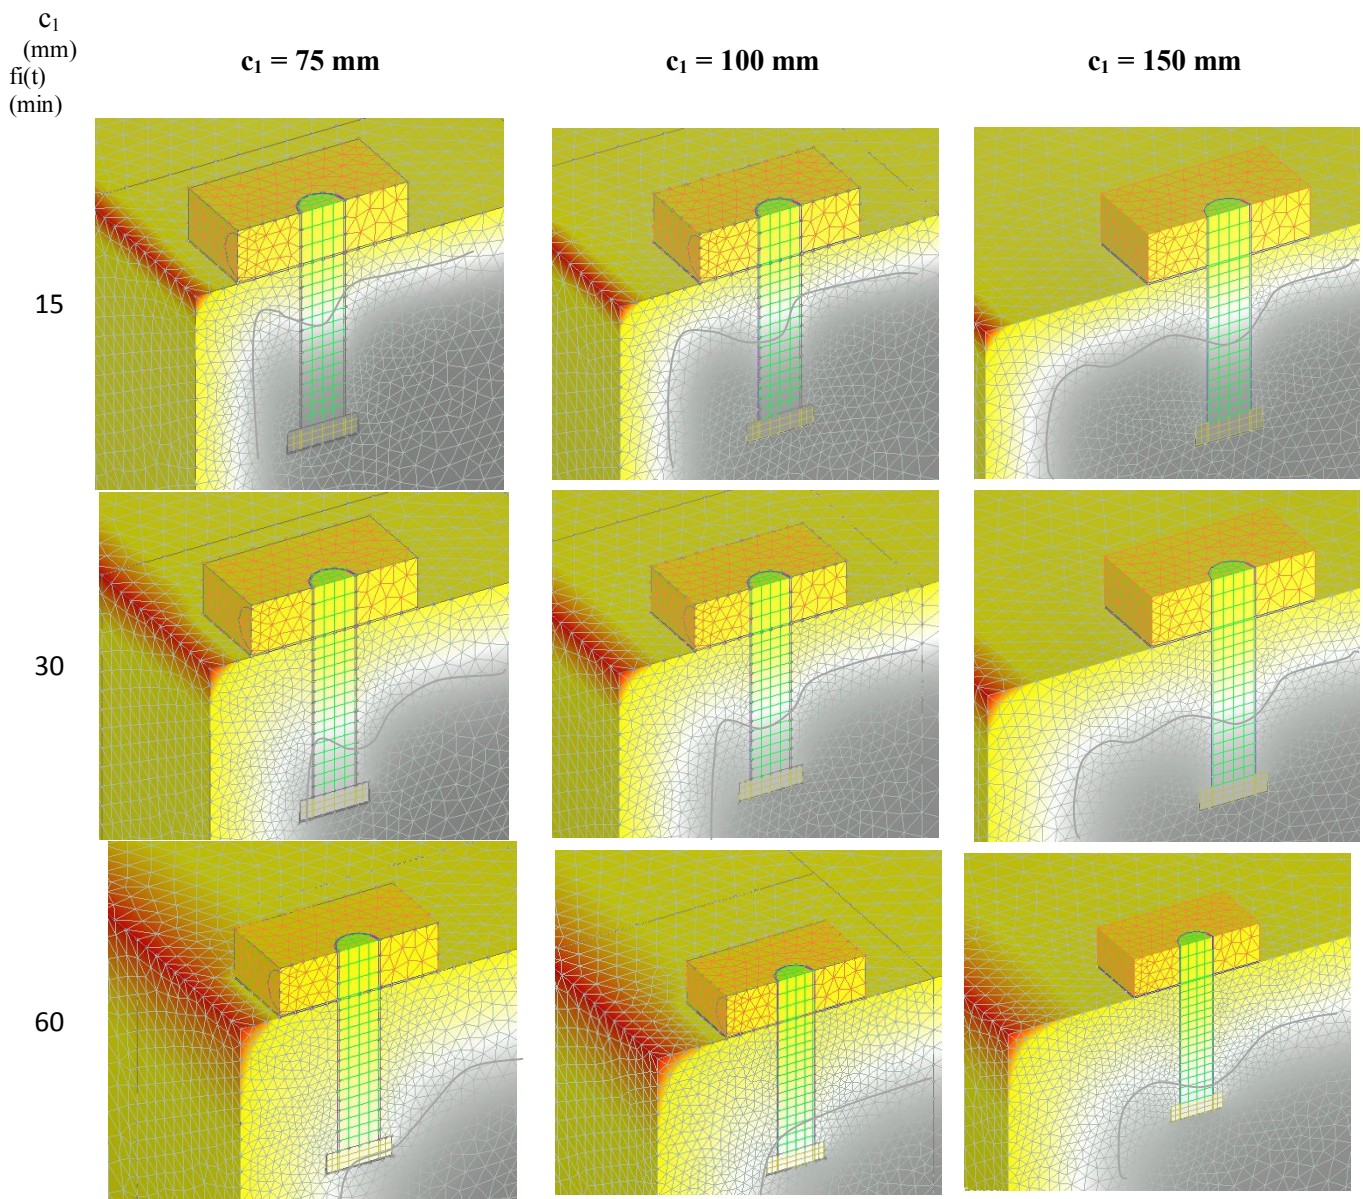 c₁
(mm)
fi(t)
(min)
c₁ = 75 mm
c₁ = 100 mm
c₁ = 150 mm
15
30
60